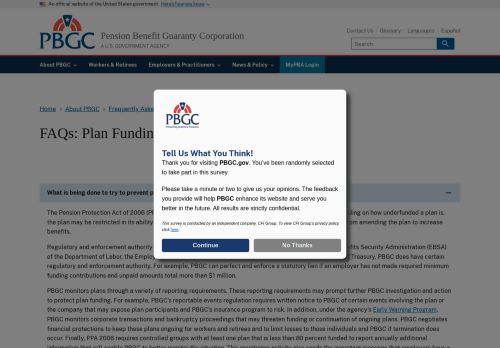 An official website of the United States government Here's how you know
PBGC
Pension Benefit Guaranty Corporation
A U.S. GOVERNMENT AGENCY
Contact Us Glossary Languages Español
Search
About PBGC Workers & Retirees Employers & Practitioners News & Policy MyPBA Login
Home › About PBGC › Frequently Aske
FAQs: Plan Fundin
PBGC
Protecting America's Pensions
Tell Us What You Think!
Thank you for visiting PBGC.gov. You've been randomly selected
to take part in this survey.
Please take a minute or two to give us your opinions. The feedback
you provide will help PBGC enhance its website and serve you
better in the future. All results are strictly confidential.
This survey is conducted by an independent company, CFI Group. To view CFI Group's privacy policy,
click here.
Continue No Thanks
What is being done to try to prevent p
The Pension Protection Act of 2006 (PP ding on how underfunded a plan is,
the plan may be restricted in its ability om amending the plan to increase
benefits.
Regulatory and enforcement authority efits Security Administration (EBSA)
of the Department of Labor, the Employ Treasury. PBGC does have certain
regulatory and enforcement authority. For example, PBGC can perfect and enforce a statutory lien if an employer has not made required minimum
funding contributions and unpaid amounts total more than $1 million.
PBGC monitors plans through a variety of reporting requirements. These reporting requirements may prompt further PBGC investigation and
action to protect plan funding. For example, PBGC's reportable events regulation requires written notice to PBGC of certain events involving the plan or
the company that may expose plan participants and PBGC's insurance program to risk. In addition, under the agency's Early Warning Program,
PBGC monitors corporate transactions and bankruptcy proceedings that may threaten funding or continuation of ongoing plans. PBGC negotiates
financial protections to keep these plans ongoing for workers and retirees and to limit losses to those individuals and PBGC if termination does
occur. Finally, PPA 2006 requires controlled groups with at least one plan that is less than 80 percent funded to report annually additional